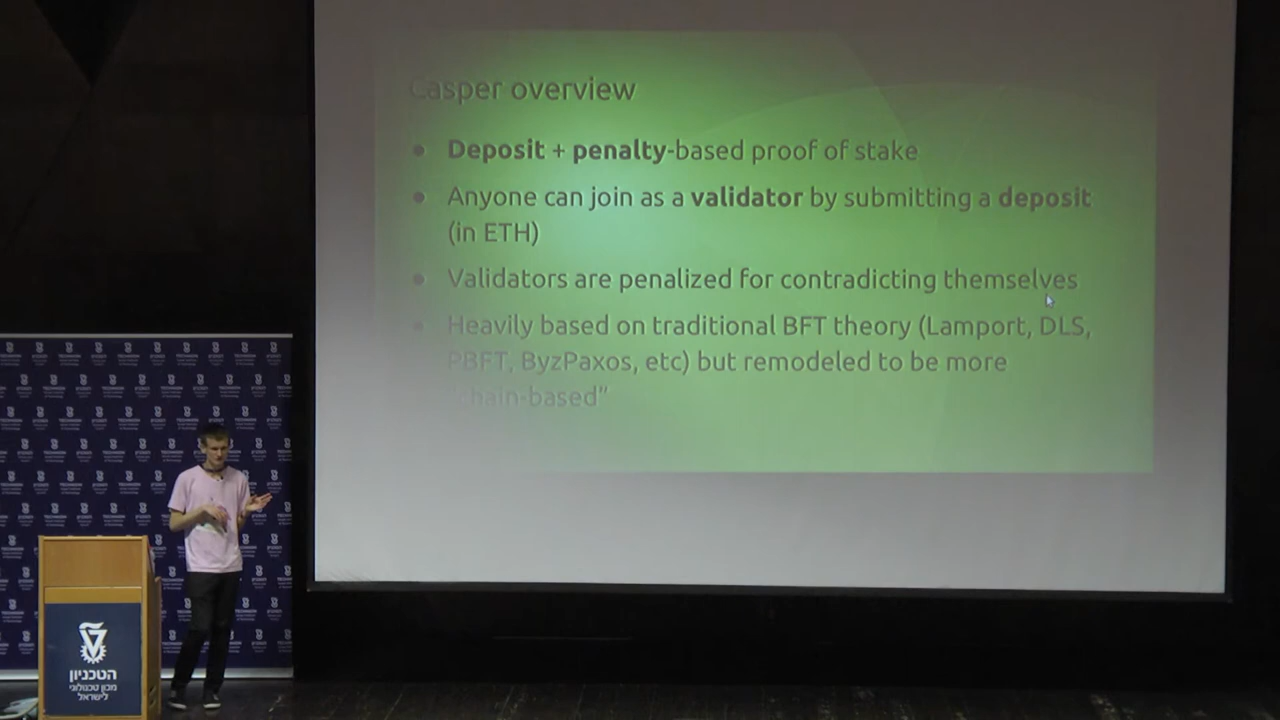 Casper overview
● Deposit + penalty-based proof of stake
● Anyone can join as a validator by submitting a deposit
(in ETH)
● Validators are penalized for contradicting themselves
● Heavily based on traditional BFT theory (Lamport, DLS,
PBFT, ByzPaxos, etc) but remodeled to be more
"chain-based”
הטכניון
מכון טכנולוגי
לישראל